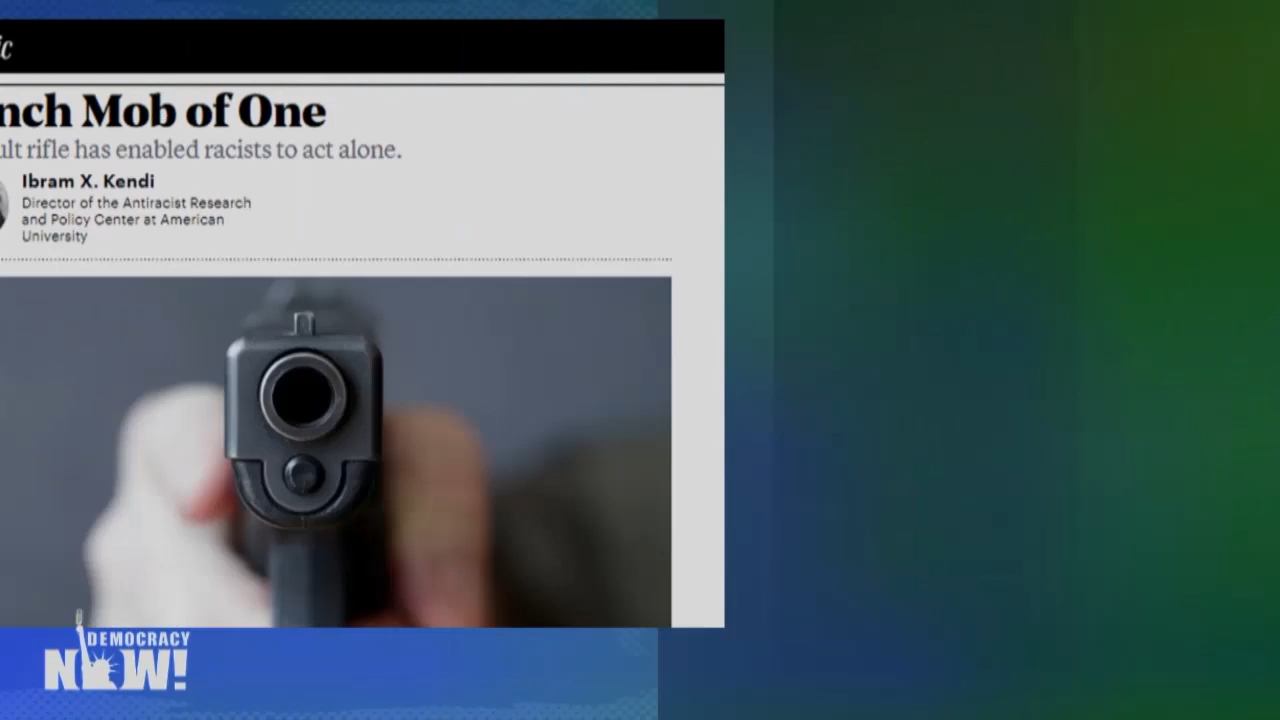 ic
nch Mob of One
ult rifle has enabled racists to act alone.
Ibram X. Kendi
Director of the Antiracist Research
and Policy Center at American
University
DEMOCRACY
NOW!